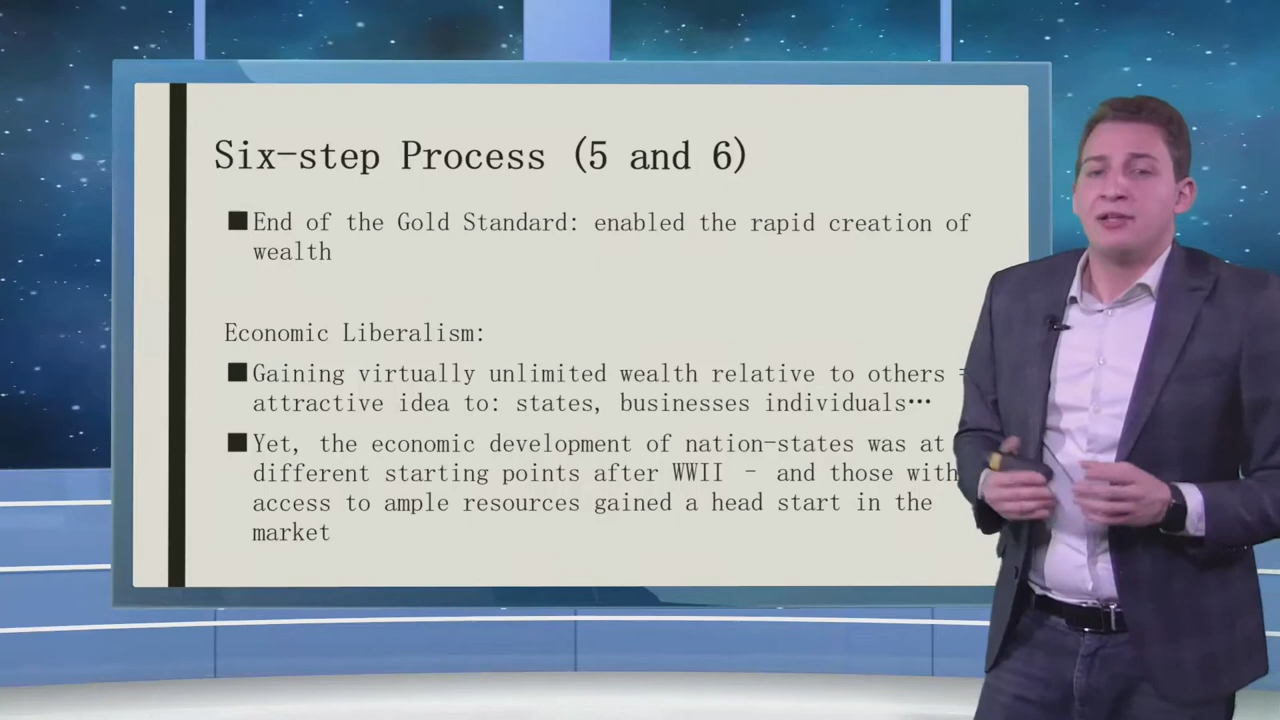 Six-step Process (5 and 6)
■End of the Gold Standard: enabled the rapid creation of
wealth
Economic Liberalism:
■Gaining virtually unlimited wealth relative to others =
attractive idea to: states, businesses individuals…
■Yet, the economic development of nation-states was at
different starting points after WWII – and those with
access to ample resources gained a head start in the
market